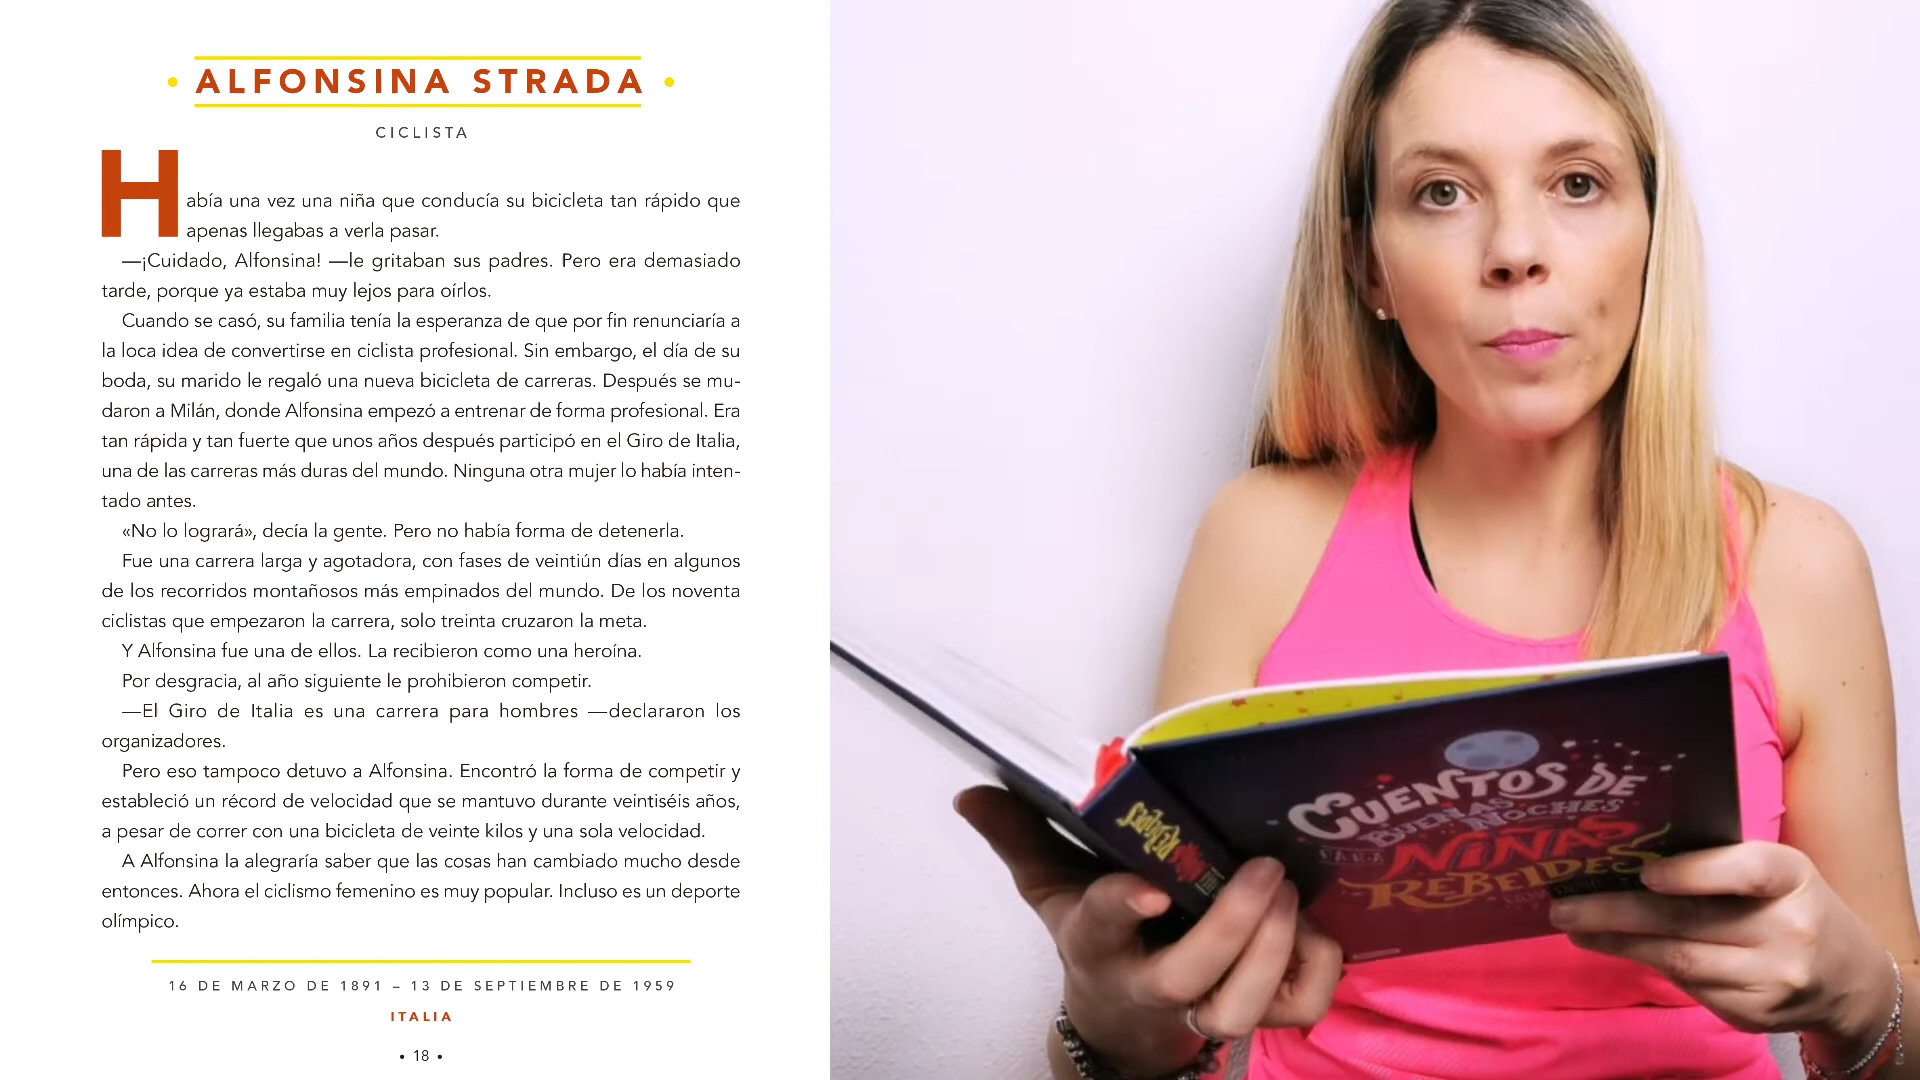 • ALFONSINA STRADA •
CICLISTA
Había una vez una niña que conducía su bicicleta tan rápido que
apenas llegabas a verla pasar.
—¡Cuidado, Alfonsina! —le gritaban sus padres. Pero era demasiado
tarde, porque ya estaba muy lejos para oírlos.
Cuando se casó, su familia tenía la esperanza de que por fin renunciaría a
la loca idea de convertirse en ciclista profesional. Sin embargo, el día de su
boda, su marido le regaló una nueva bicicleta de carreras. Después se mu-
daron a Milán, donde Alfonsina empezó a entrenar de forma profesional. Era
tan rápida y tan fuerte que unos años después participó en el Giro de Italia,
una de las carreras más duras del mundo. Ninguna otra mujer lo había inten-
tado antes.
«No lo logrará», decía la gente. Pero no había forma de detenerla.
Fue una carrera larga y agotadora, con fases de veintiún días en algunos
de los recorridos montañosos más empinados del mundo. De los noventa
ciclistas que empezaron la carrera, solo treinta cruzaron la meta.
Y Alfonsina fue una de ellos. La recibieron como una heroína.
Por desgracia, al año siguiente le prohibieron competir.
—El Giro de Italia es una carrera para hombres —declararon los
organizadores.
Pero eso tampoco detuvo a Alfonsina. Encontró la forma de competir y
estableció un récord de velocidad que se mantuvo durante veintiséis años,
a pesar de correr con una bicicleta de veinte kilos y una sola velocidad.
A Alfonsina la alegraría saber que las cosas han cambiado mucho desde
entonces. Ahora el ciclismo femenino es muy popular. Incluso es un deporte
olímpico.
16 DE MARZO DE 1891 – 13 DE SEPTIEMBRE DE 1959
ITALIA
• 18 •
CUENTOS DE
BUENAS NOCHES
PARA NIÑAS
REBELDES